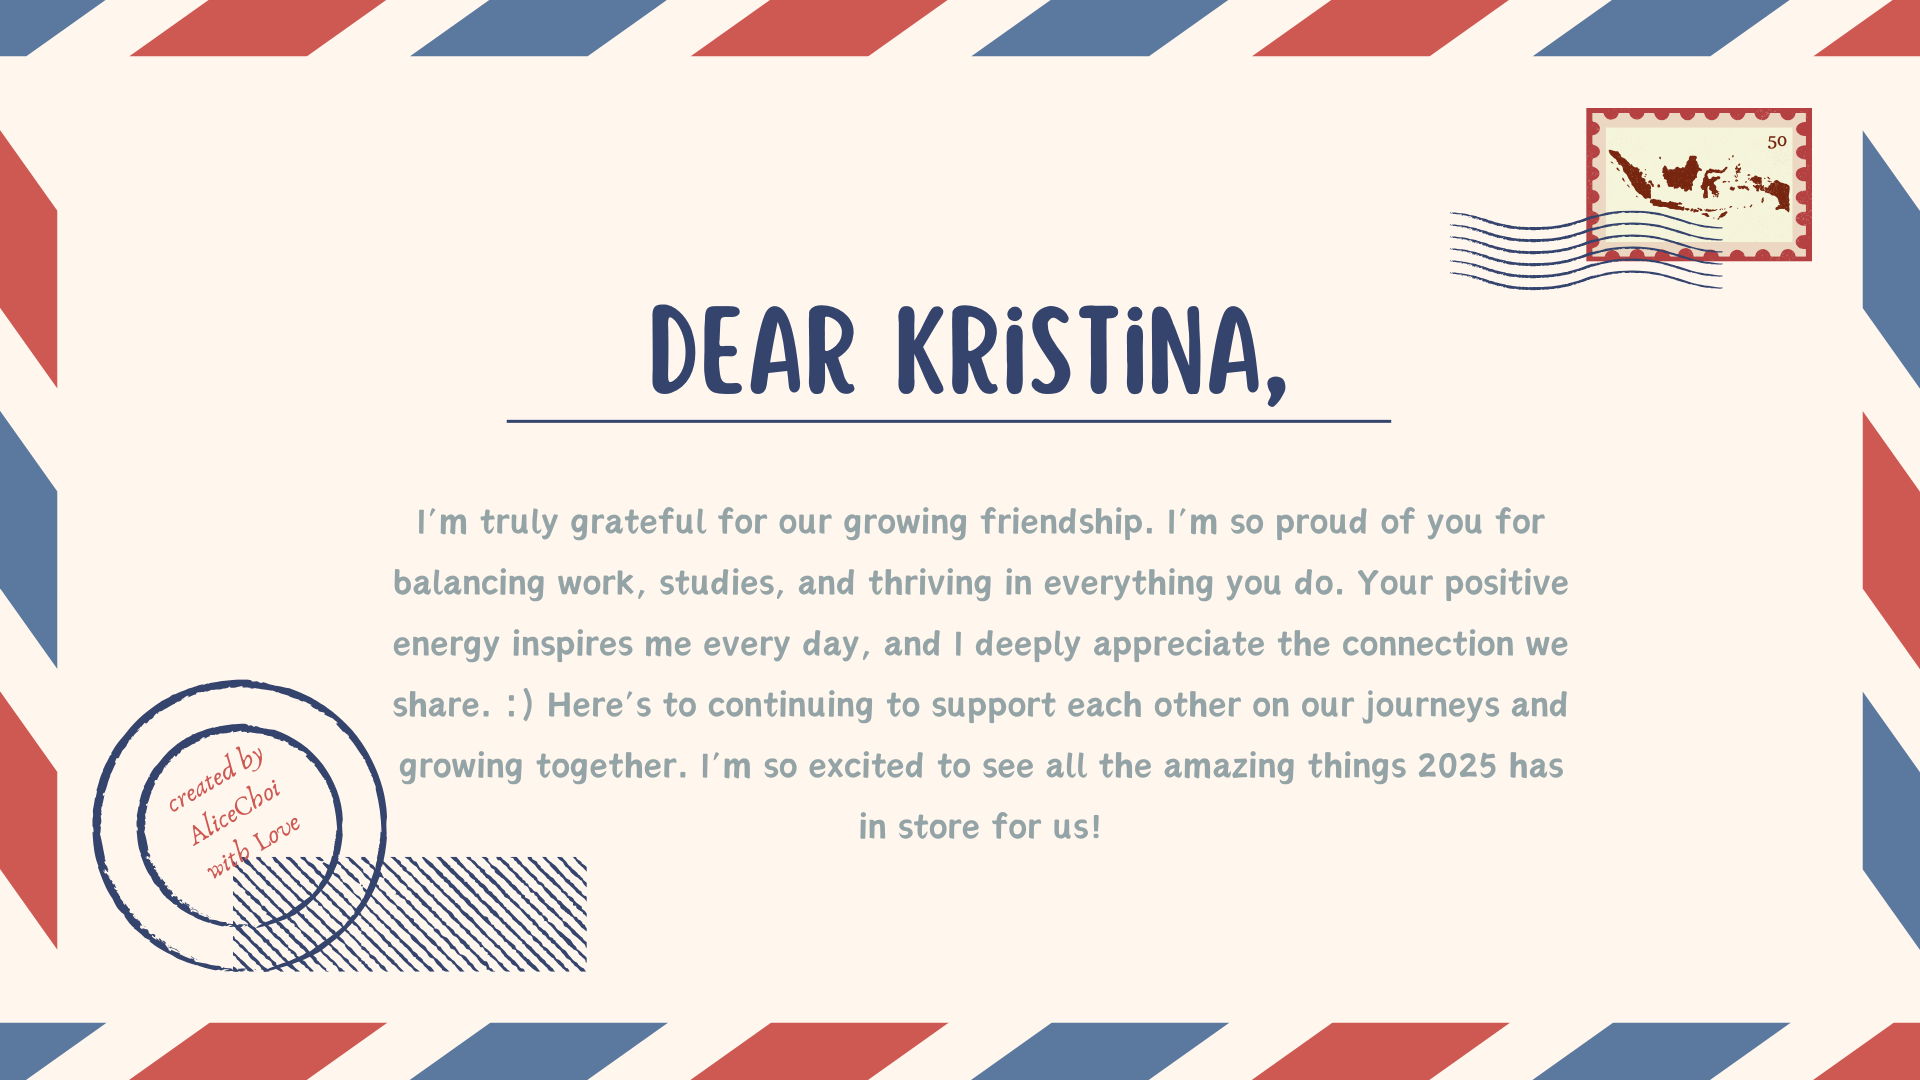 50
DEAR KRiSTiNA,
I'm truly grateful for our growing friendship. I'm so proud of you for
balancing work, studies, and thriving in everything you do. Your positive
energy inspires me every day, and I deeply appreciate the connection we
share. :) Here's to continuing to support each other on our journeys and
growing together. I'm so excited to see all the amazing things 2025 has
in store for us!
created by
AliceChoi
with Love